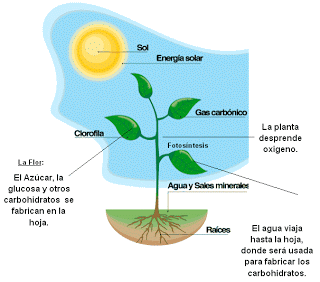 Sol
Energía solar
Gas carbónico
Clorofila
Fotosíntesis
La planta
desprende
oxigeno.
La Flor:
El Azúcar, la
glucosa y otros
carbohidratos se
fabrican en la
hoja.
Agua y Sales minerales
Raíces
El agua viaja
hasta la hoja,
donde será usada
para fabricar los
carbohidratos.